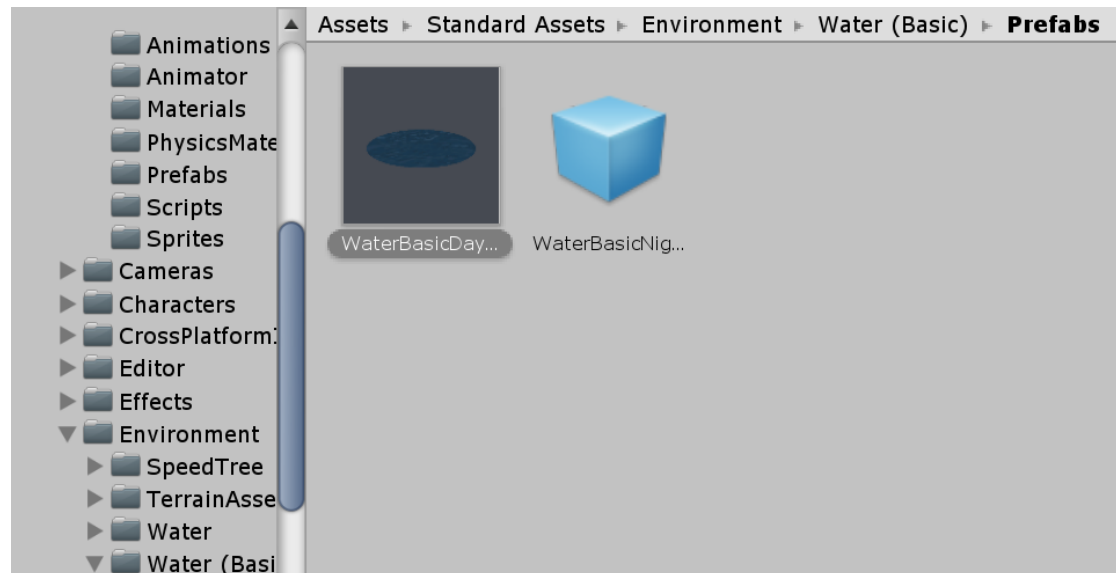 Assets ▸ Standard Assets ▸ Environment ▸ Water (Basic) ▸ Prefabs
Animations
Animator
Materials
PhysicsMate
Prefabs
Scripts
Sprites
Cameras
Characters
CrossPlatformI
Editor
Effects
Environment
SpeedTree
TerrainAsse
Water
Water (Basi
WaterBasicDay...
WaterBasicNig...